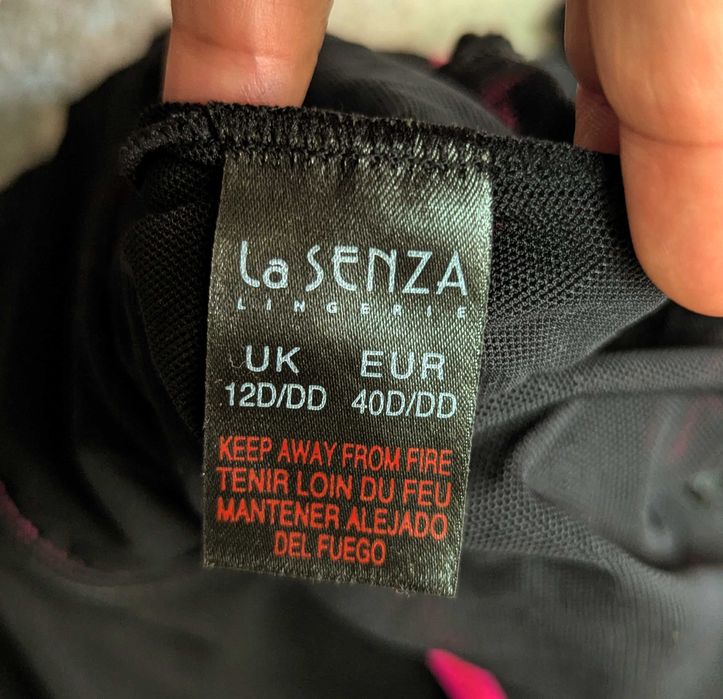 La SENZA
LINGERIE
UK EUR
12D/DD 40D/DD
KEEP AWAY FROM FIRE
TENIR LOIN DU FEU
MANTENER ALEJADO
DEL FUEGO